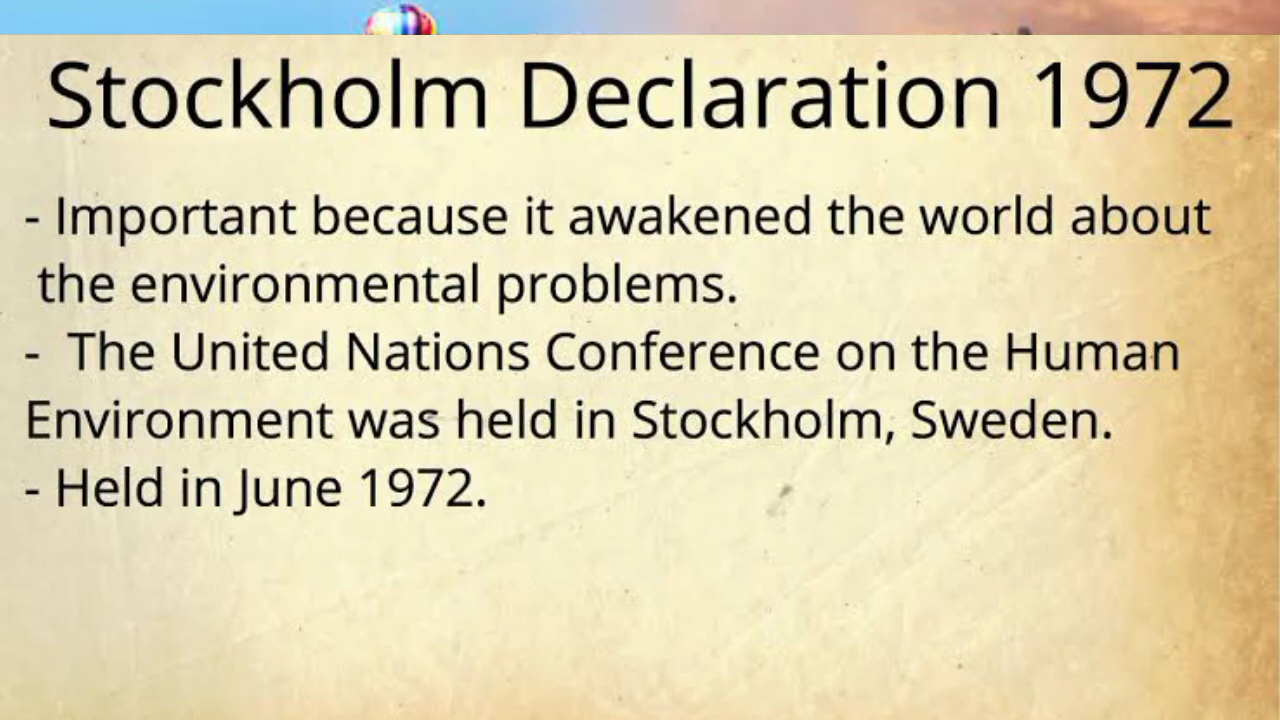 Stockholm Declaration 1972
- Important because it awakened the world about
the environmental problems.
- The United Nations Conference on the Human
Environment was held in Stockholm, Sweden.
- Held in June 1972.